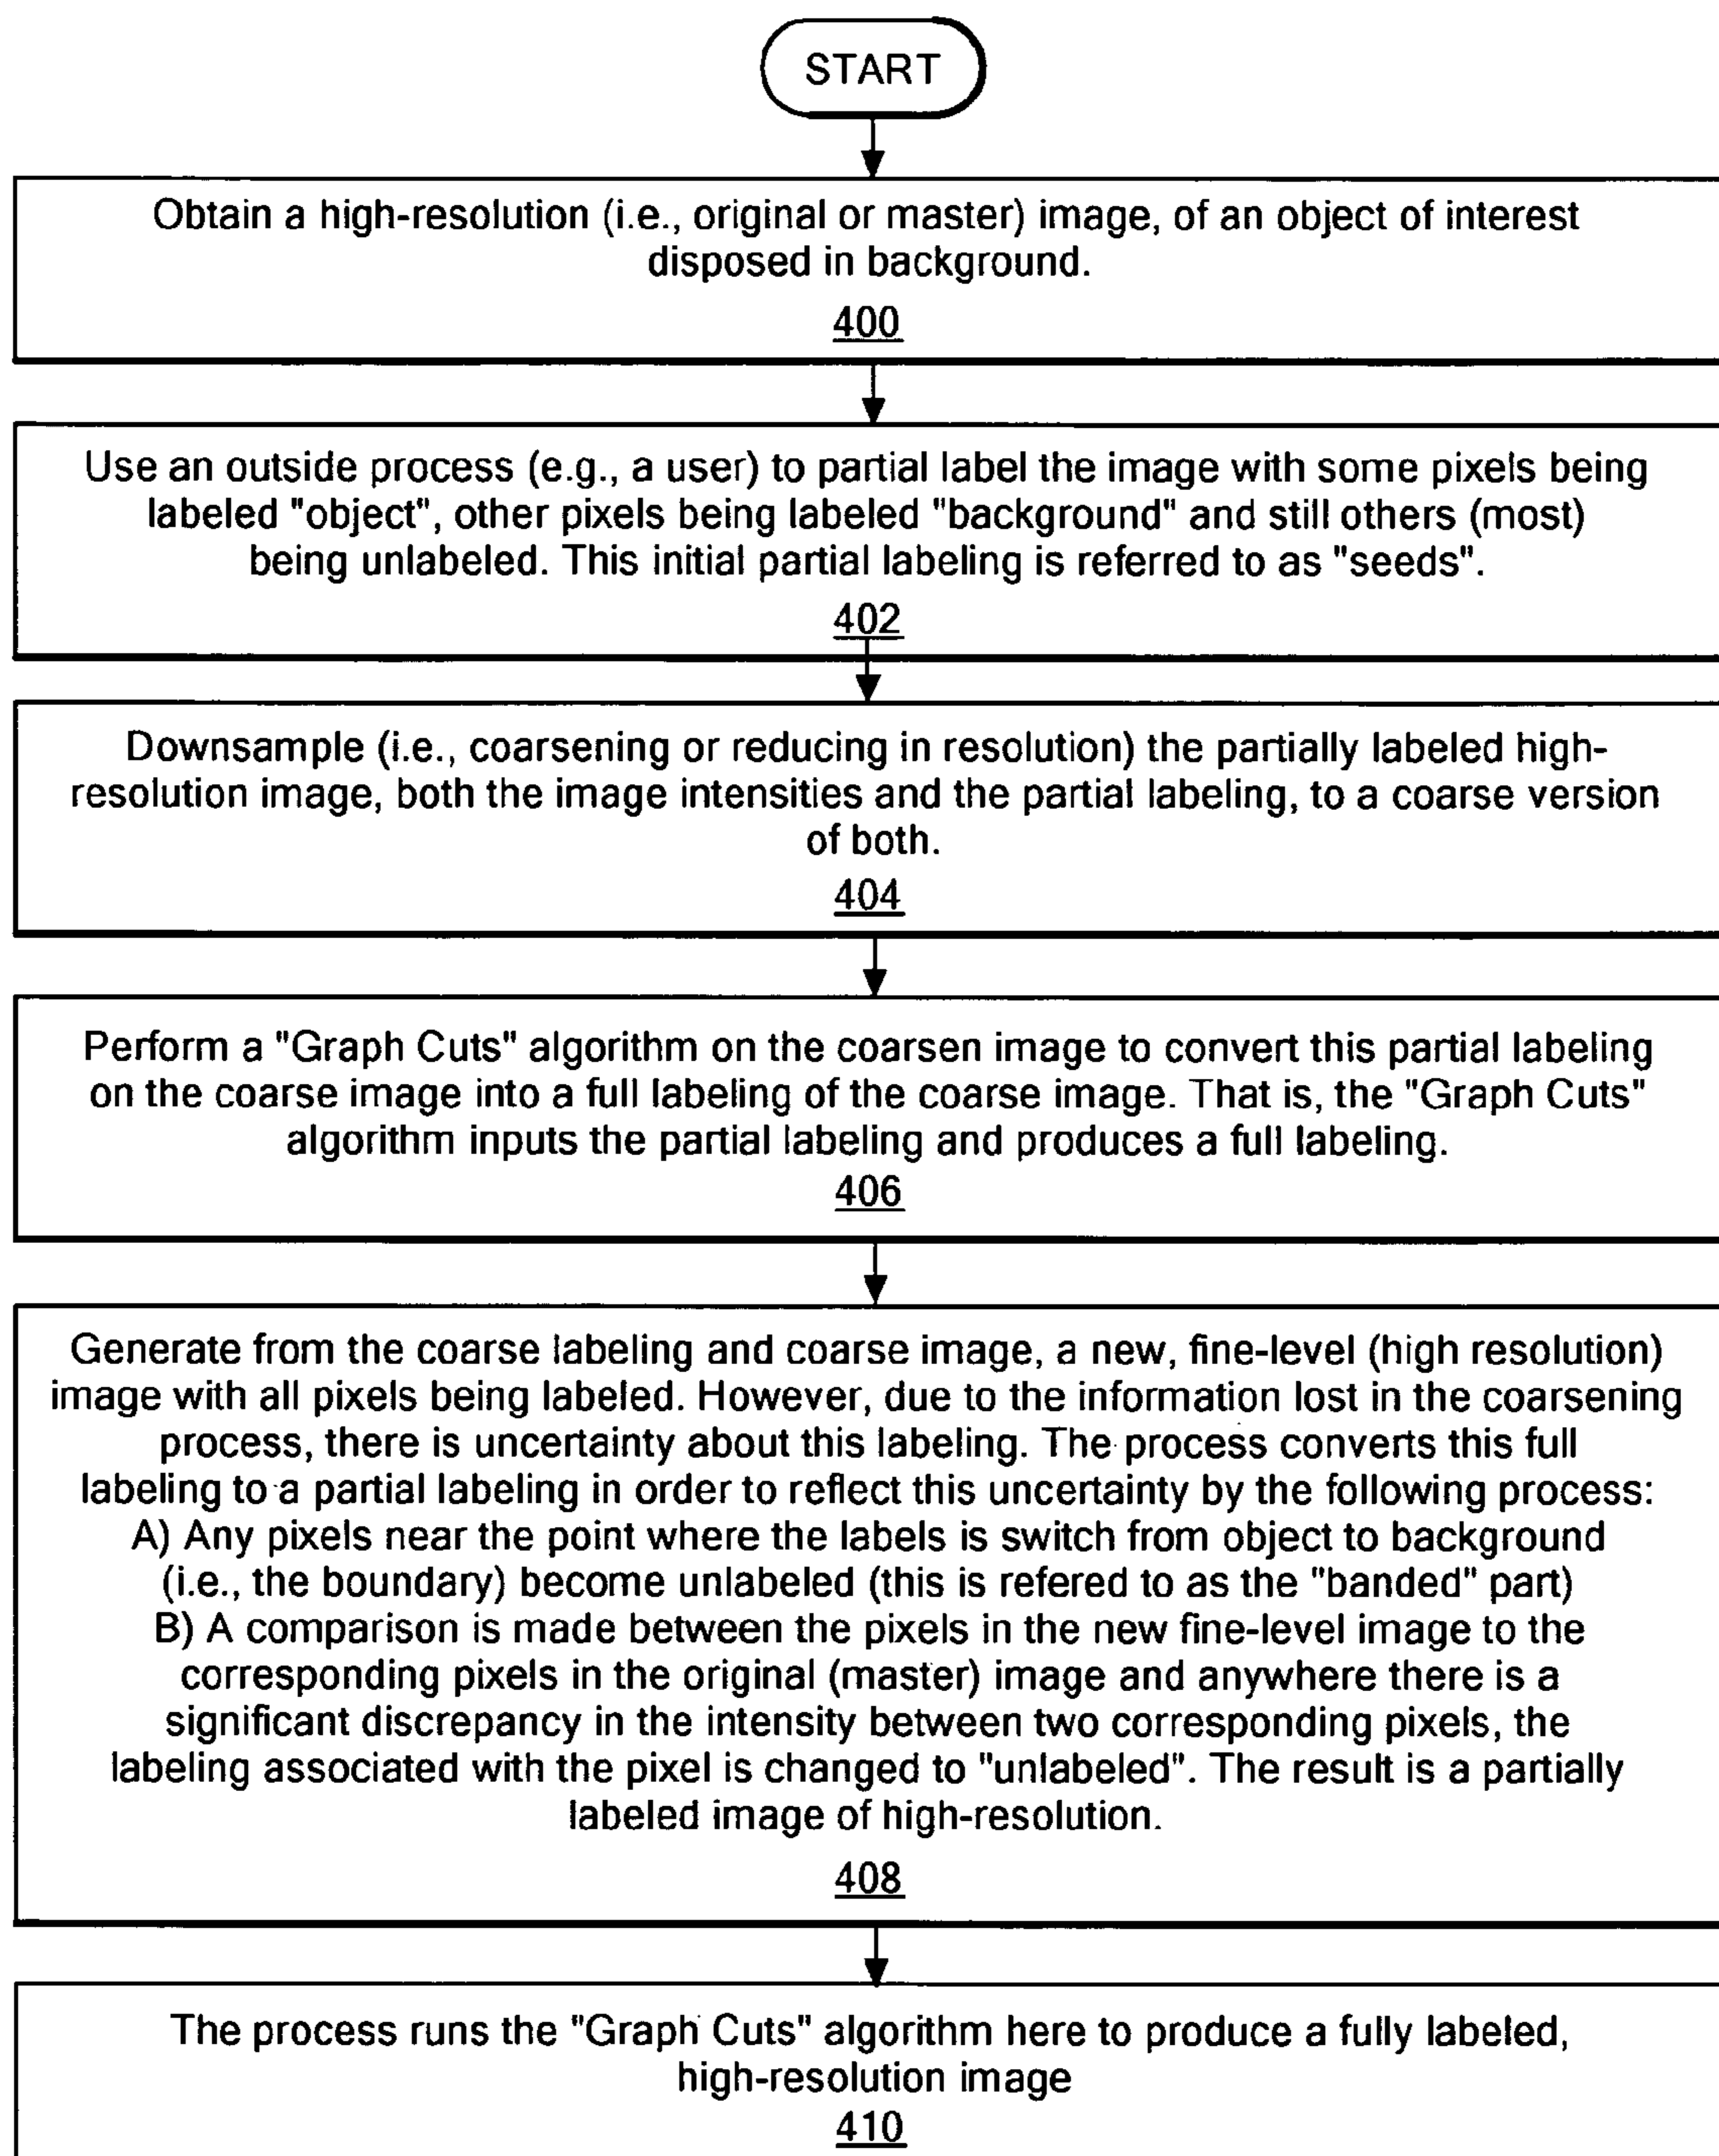 START
Obtain a high-resolution (i.e., original or master) image, of an object of interest
disposed in background.
400
Use an outside process (e.g., a user) to partial label the image with some pixels being
labeled "object", other pixels being labeled "background" and still others (most)
being unlabeled. This initial partial labeling is referred to as "seeds".
402
Downsample (i.e., coarsening or reducing in resolution) the partially labeled high-
resolution image, both the image intensities and the partial labeling, to a coarse version
of both.
404
Perform a "Graph Cuts" algorithm on the coarsen image to convert this partial labeling
on the coarse image into a full labeling of the coarse image. That is, the "Graph Cuts"
algorithm inputs the partial labeling and produces a full labeling.
406
Generate from the coarse labeling and coarse image, a new, fine-level (high resolution)
image with all pixels being labeled. However, due to the information lost in the coarsening
process, there is uncertainty about this labeling. The process converts this full
labeling to a partial labeling in order to reflect this uncertainty by the following process:
A) Any pixels near the point where the labels is switch from object to background
(i.e., the boundary) become unlabeled (this is refered to as the "banded" part)
B) A comparison is made between the pixels in the new fine-level image to the
corresponding pixels in the original (master) image and anywhere there is a
significant discrepancy in the intensity between two corresponding pixels, the
labeling associated with the pixel is changed to "unlabeled". The result is a partially
labeled image of high-resolution.
408
The process runs the "Graph Cuts" algorithm here to produce a fully labeled,
high-resolution image
410